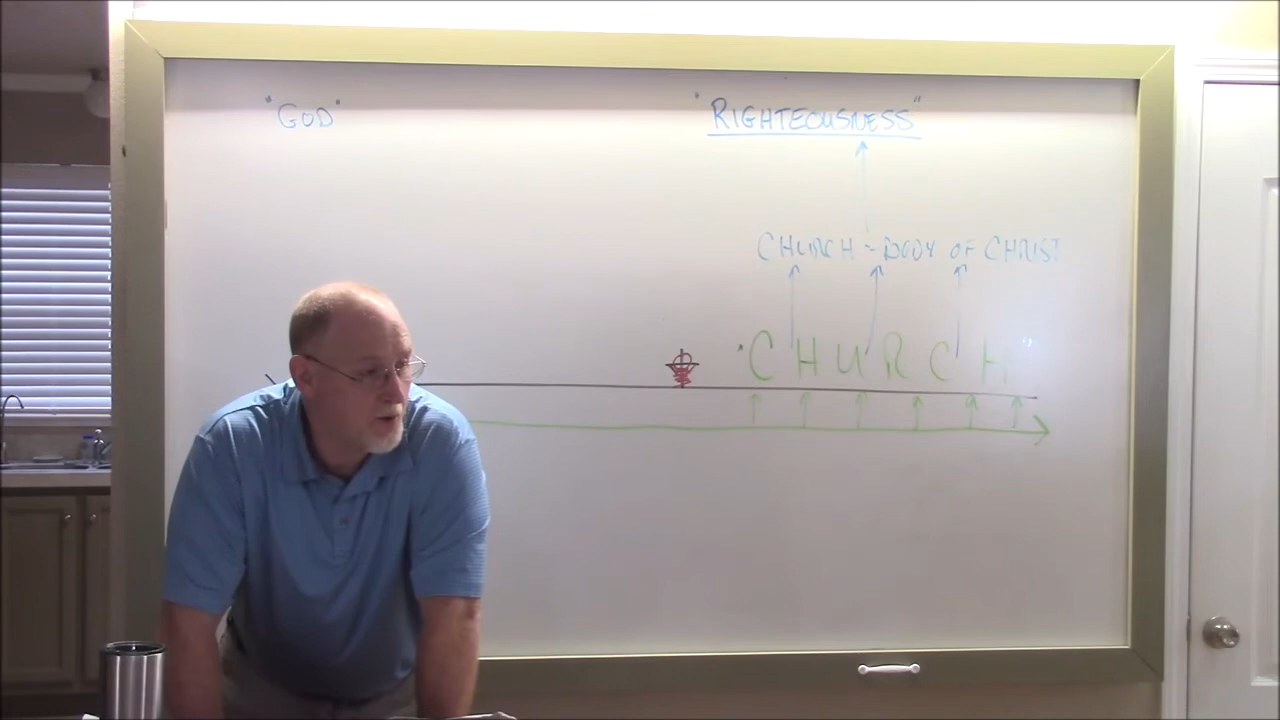 "GOD"
"RIGHTEOUSNESS"
CHURCH - BODY OF CHRIST
"CHURCH"